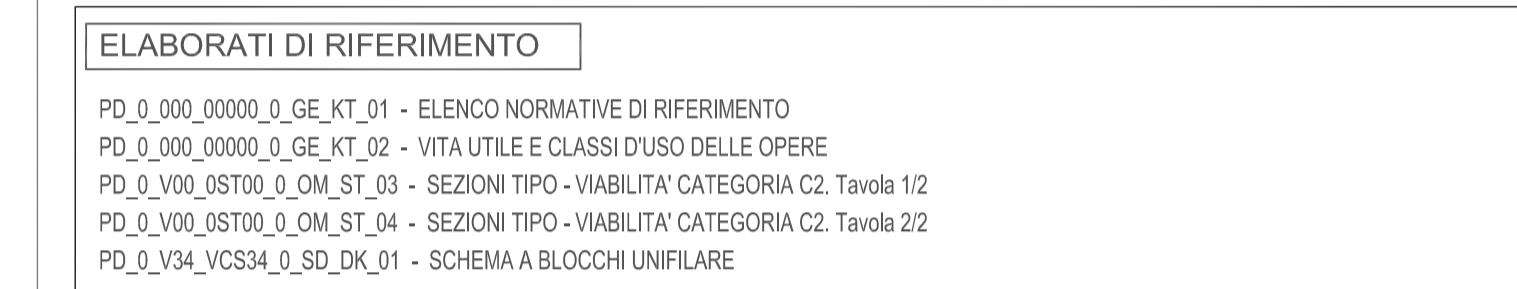 ELABORATI DI RIFERIMENTO
PD_0_000_00000_0_GE_KT_01 - ELENCO NORMATIVE DI RIFERIMENTO
PD_0_000_00000_0_GE_KT_02 - VITA UTILE E CLASSI D'USO DELLE OPERE
PD_0_V00_0ST00_0_OM_ST_03 - SEZIONI TIPO - VIABILITA' CATEGORIA C2. Tavola 1/2
PD_0_V00_0ST00_0_OM_ST_04 - SEZIONI TIPO - VIABILITA' CATEGORIA C2. Tavola 2/2
PD_0_V34_VCS34_0_SD_DK_01 - SCHEMA A BLOCCHI UNIFILARE